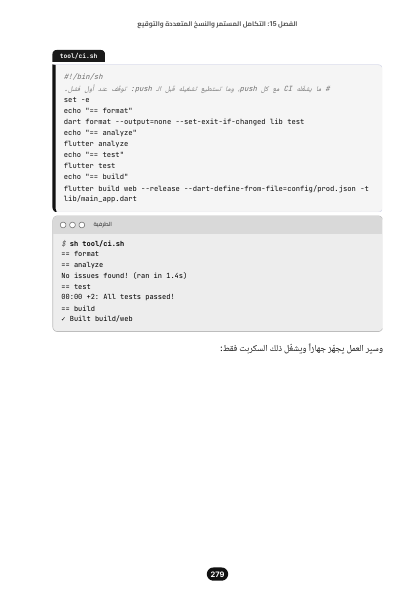 الفصل 15: التكامل المستمر والنسخ المتعددة والتوقيع
tool/ci.sh
#!/bin/sh
# ما يشغّله CI مع كل push، وما تستطيع تشغيله قبل الـ push: توقّف عند أول فشل.
set -e
echo "== format"
dart format --output=none --set-exit-if-changed lib test
echo "== analyze"
flutter analyze
echo "== test"
flutter test
echo "== build"
flutter build web --release --dart-define-from-file=config/prod.json -t
lib/main_app.dart
الطرفية
$ sh tool/ci.sh
== format
== analyze
No issues found! (ran in 1.4s)
== test
00:00 +2: All tests passed!
== build
✓ Built build/web
وسير العمل يجهّز جهازاً ويشغّل ذلك السكربت فقط:
279